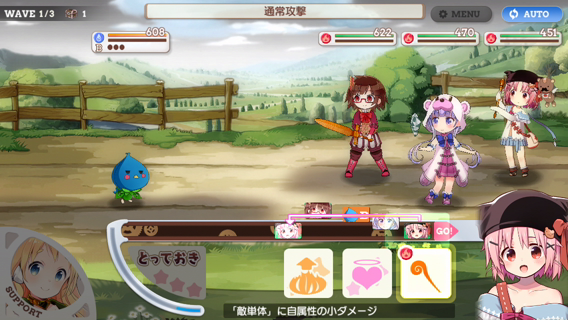 WAVE 1/3
1
通常攻撃
MENU
AUTO
608
622
470
451
GO!
とっておき
SUPPORT
「敵単体」に自属性の小ダメージ